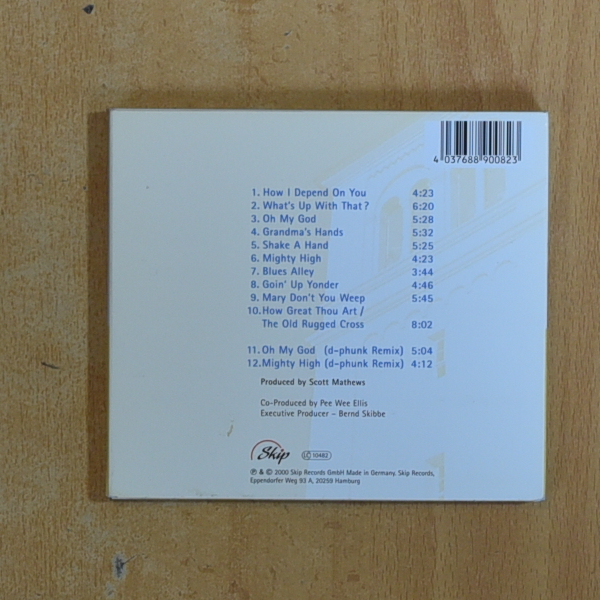 4 037688 900823
1. How I Depend On You 4:23
2. What's Up With That? 6:20
3. Oh My God 5:28
4. Grandma's Hands 5:32
5. Shake A Hand 5:25
6. Mighty High 4:23
7. Blues Alley 3:44
8. Goin' Up Yonder 4:46
9. Mary Don't You Weep 5:45
10. How Great Thou Art /
The Old Rugged Cross 8:02
11. Oh My God (d-phunk Remix) 5:04
12. Mighty High (d-phunk Remix) 4:12
Produced by Scott Mathews
Co-Produced by Pee Wee Ellis
Executive Producer – Bernd Skibbe
Skip LC 10482
℗ & © 2000 Skip Records GmbH Made in Germany. Skip Records,
Eppendorfer Weg 93 A, 20259 Hamburg